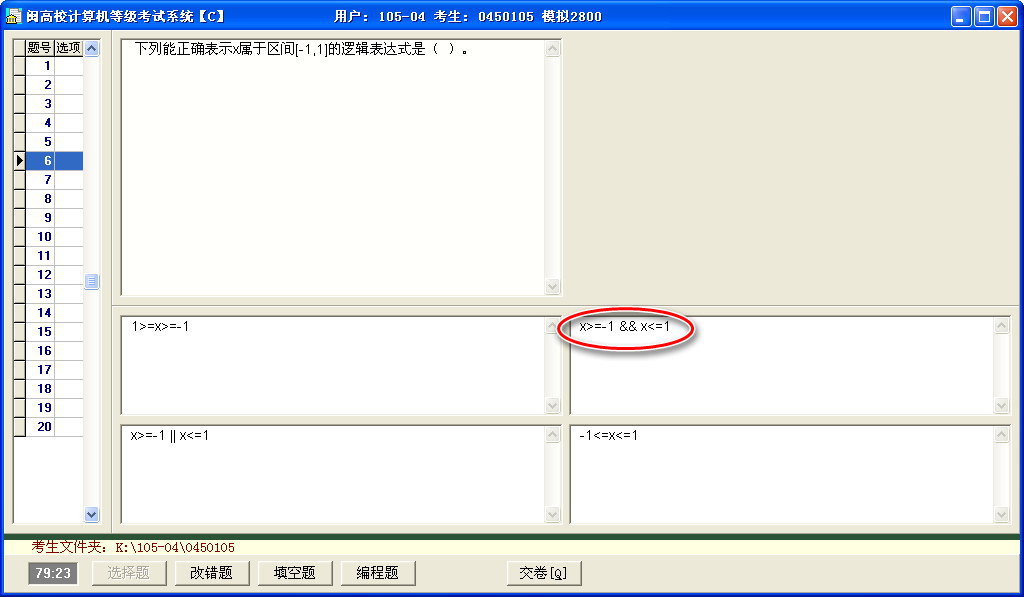 闽高校计算机等级考试系统【C】 用户: 105-04 考生: 0450105 模拟2800
题号 选项
1
2
3
4
5
6
7
8
9
10
11
12
13
14
15
16
17
18
19
20
下列能正确表示x属于区间[-1,1]的逻辑表达式是（ ）。
1>=x>=-1
x>=-1 && x<=1
x>=-1 || x<=1
-1<=x<=1
考生文件夹: K:\105-04\0450105
79:23 选择题 改错题 填空题 编程题 交卷[Q]